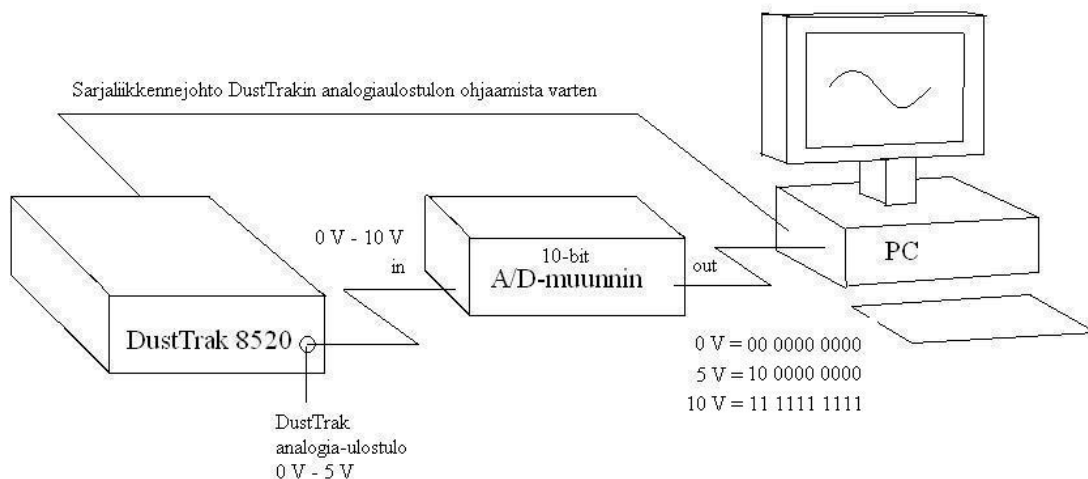 Sarjaliikkennejohto DustTrakin analogiaulostulon ohjaamista varten
0 V - 10 V
in
10-bit
A/D-muunnin
out
PC
DustTrak 8520
0 V = 00 0000 0000
5 V = 10 0000 0000
10 V = 11 1111 1111
DustTrak
analogia-ulostulo
0 V - 5 V